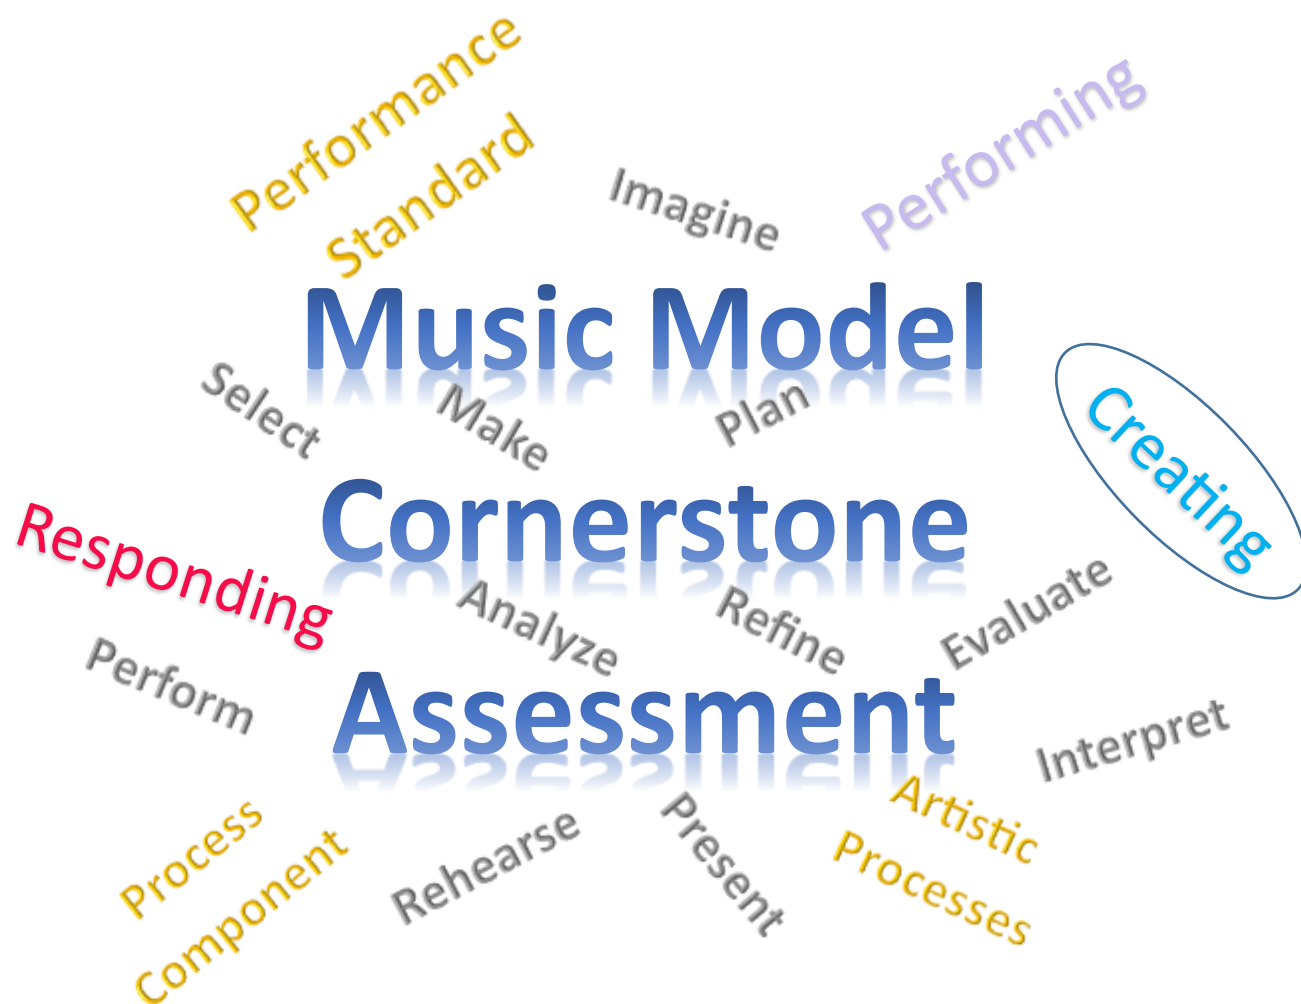 Performance
Standard
Imagine
Performing
Music Model
Select
Make
Plan
Creating
Cornerstone
Responding
Analyze
Refine
Evaluate
Perform
Assessment
Interpret
Process
Component
Rehearse
Present
Artistic
Processes